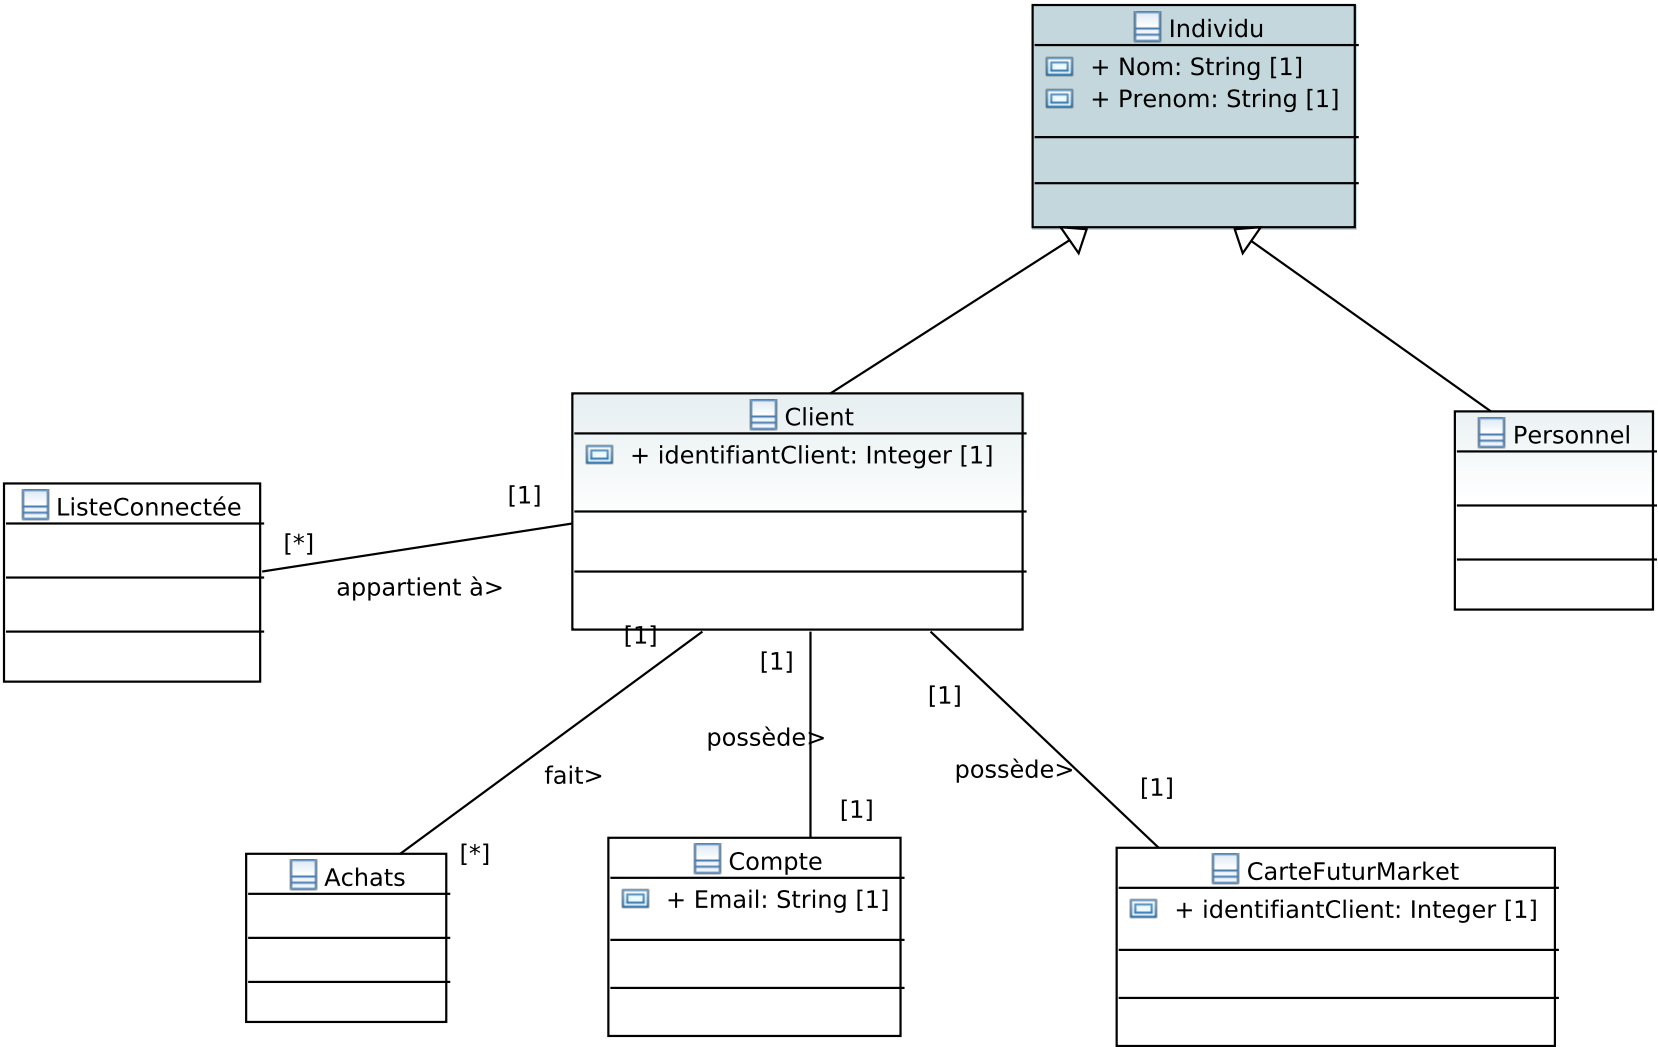 Individu
+ Nom: String [1]
+ Prenom: String [1]
Client
+ identifiantClient: Integer [1]
Personnel
ListeConnectée
[1]
[*]
appartient à>
[1]
[1]
[1]
possède>
possède>
fait>
[1]
[1]
[*]
Achats
Compte
+ Email: String [1]
CarteFuturMarket
+ identifiantClient: Integer [1]